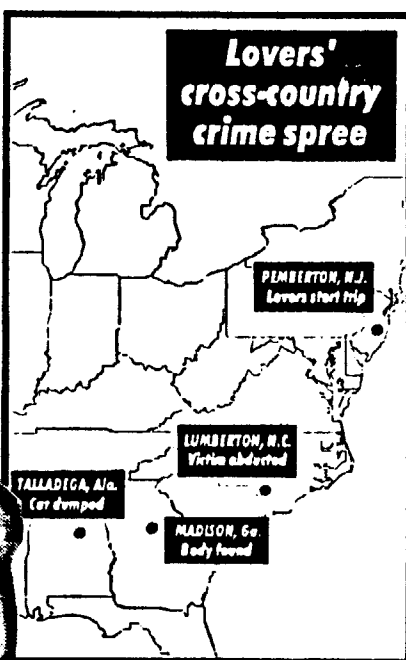 Lovers'
cross-country
crime spree
PEMBERTON, N.J.
Lovers start trip
LUMBERTON, N.C.
Victim abducted
TALLADEGA, Ala.
Car dumped
MADISON, Ga.
Body found